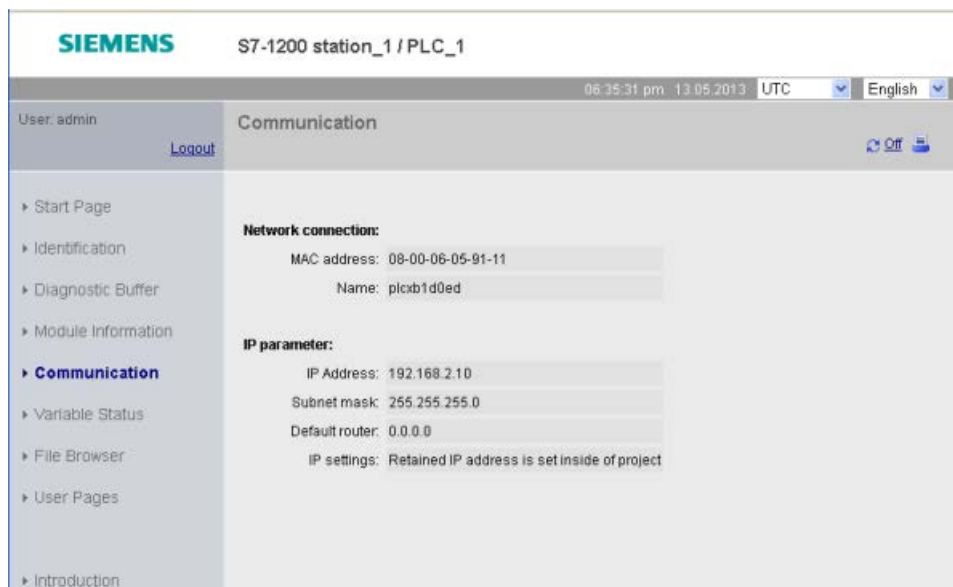 SIEMENS
S7-1200 station_1 / PLC_1
06:35:31 pm 13.05.2013 UTC English
User: admin
Logout
Communication
Off
Start Page
Identification
Diagnostic Buffer
Module Information
Communication
Variable Status
File Browser
User Pages
Introduction
Network connection:
MAC address: 08-00-06-05-91-11
Name: plcxb1d0ed
IP parameter:
IP Address: 192.168.2.10
Subnet mask: 255.255.255.0
Default router: 0.0.0.0
IP settings: Retained IP address is set inside of project